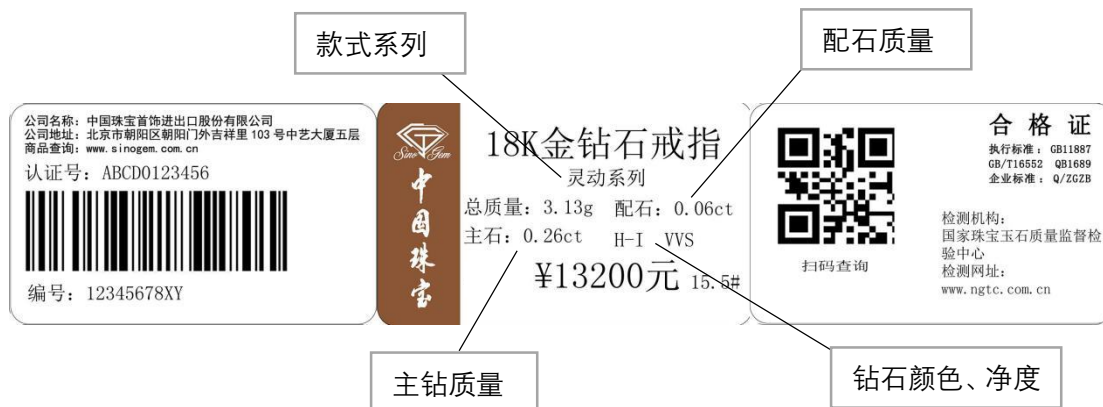 款式系列
配石质量
公司名称：中国珠宝首饰进出口股份有限公司
公司地址：北京市朝阳区朝阳门外吉祥里 103 号中艺大厦五层
商品查询：www.sinogem.com.cn
认证号：ABCD0123456
编号：12345678XY
Sino Gem
中国珠宝
18K金钻石戒指
灵动系列
总质量：3.13g 配石：0.06ct
主石：0.26ct H-I VVS
¥13200元 15.5#
扫码查询
合格证
执行标准：GB11887
GB/T16552 QB1689
企业标准：Q/ZGZB
检测机构：
国家珠宝玉石质量监督检
验中心
检测网址：
www.ngtc.com.cn
主钻质量
钻石颜色、净度